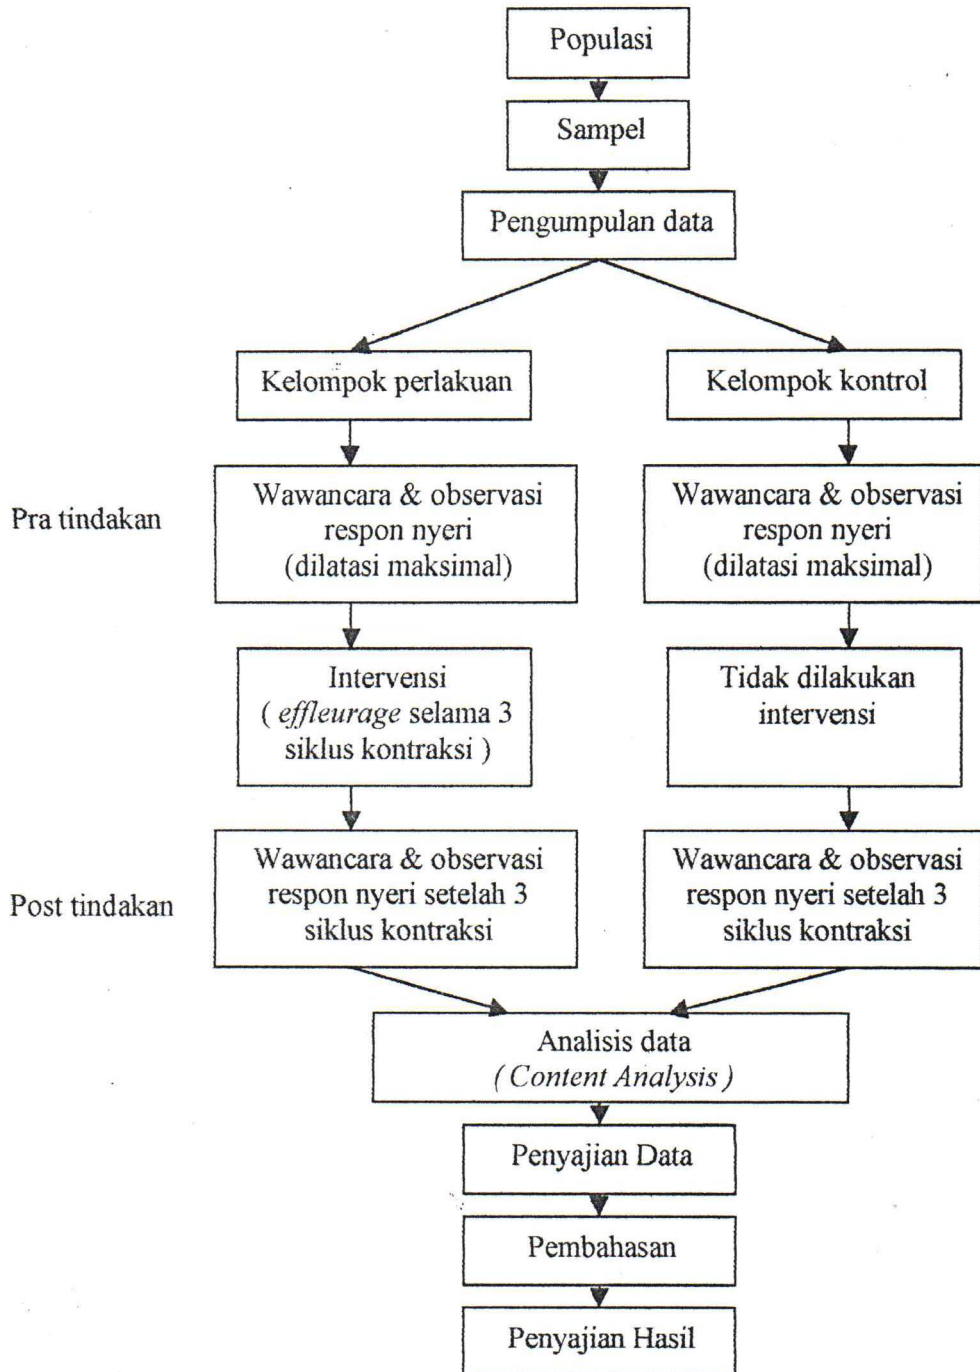 Populasi
Sampel
Pengumpulan data
Kelompok perlakuan
Kelompok kontrol
Pra tindakan
Wawancara & observasi
respon nyeri
(dilatasi maksimal)
Wawancara & observasi
respon nyeri
(dilatasi maksimal)
Intervensi
( effleurage selama 3
siklus kontraksi )
Tidak dilakukan
intervensi
Post tindakan
Wawancara & observasi
respon nyeri setelah 3
siklus kontraksi
Wawancara & observasi
respon nyeri setelah 3
siklus kontraksi
Analisis data
( Content Analysis )
Penyajian Data
Pembahasan
Penyajian Hasil